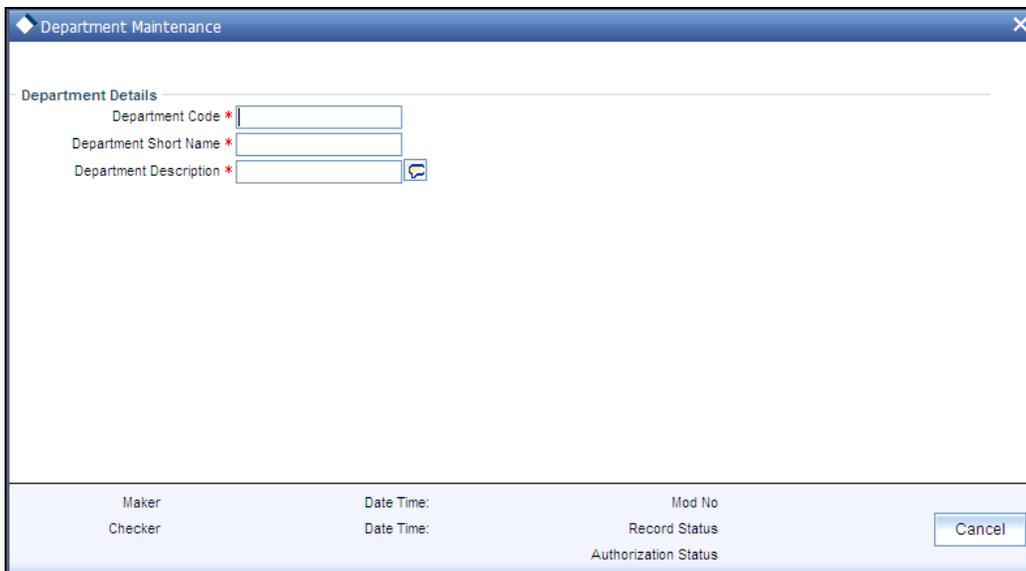 Department Maintenance
Department Details
Department Code *
Department Short Name *
Department Description *
Maker Date Time: Mod No
Checker Date Time: Record Status
Authorization Status
Cancel